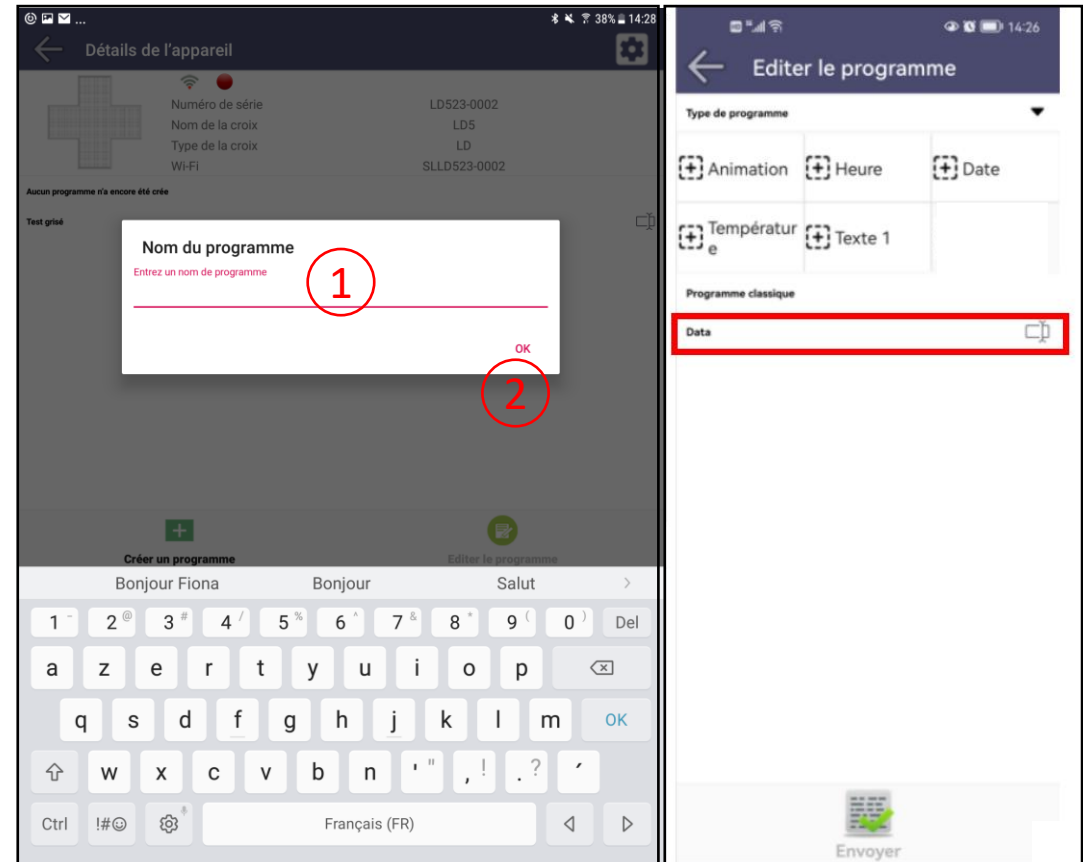 ... 38% 14:28
Détails de l'appareil
Numéro de série LD523-0002
Nom de la croix LD5
Type de la croix LD
Wi-Fi SLLD523-0002
Aucun programme n'a encore été crée
Test grisé
Nom du programme
Entrez un nom de programme
1
OK
2
Créer un programme Editer le programme
Bonjour Fiona Bonjour Salut >
1 - 2 @ 3 # 4 / 5 % 6 ^ 7 & 8 * 9 ( 0 ) Del
a z e r t y u i o p
q s d f g h j k l m OK
w x c v b n ' " , ! . ? ´
Ctrl !#☺ Français (FR)
14:26
Editer le programme
Type de programme
Animation Heure Date
Températur
e
Texte 1
Programme classique
Data
Envoyer